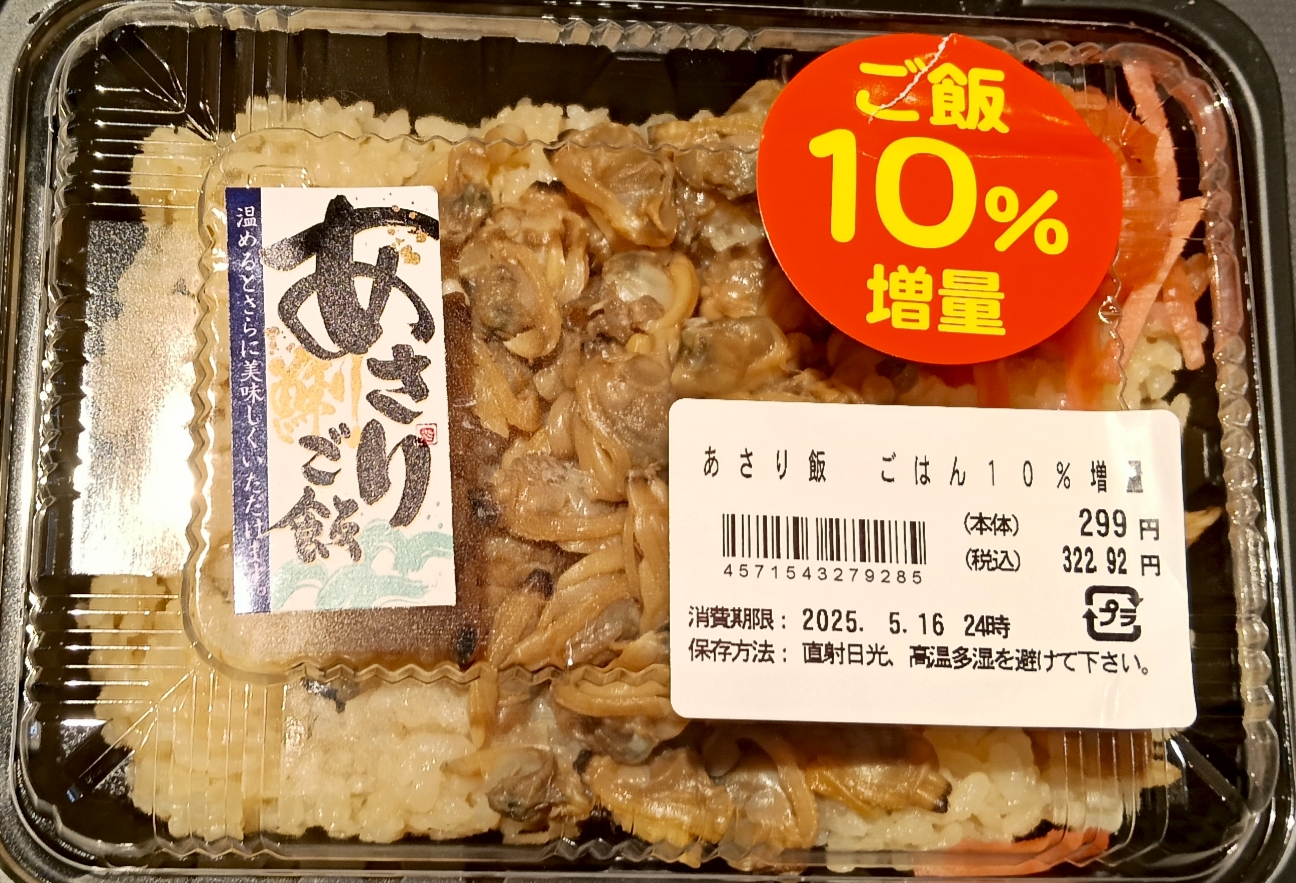 ご飯
10%
増量
温めるとさらに美味しくいただけます。
あさり
ご飯
あさり飯 ごはん10%増
4571543279285
(本体) 299円
(税込) 322.92円
プラ
消費期限: 2025. 5.16 24時
保存方法: 直射日光、高温多湿を避けて下さい。